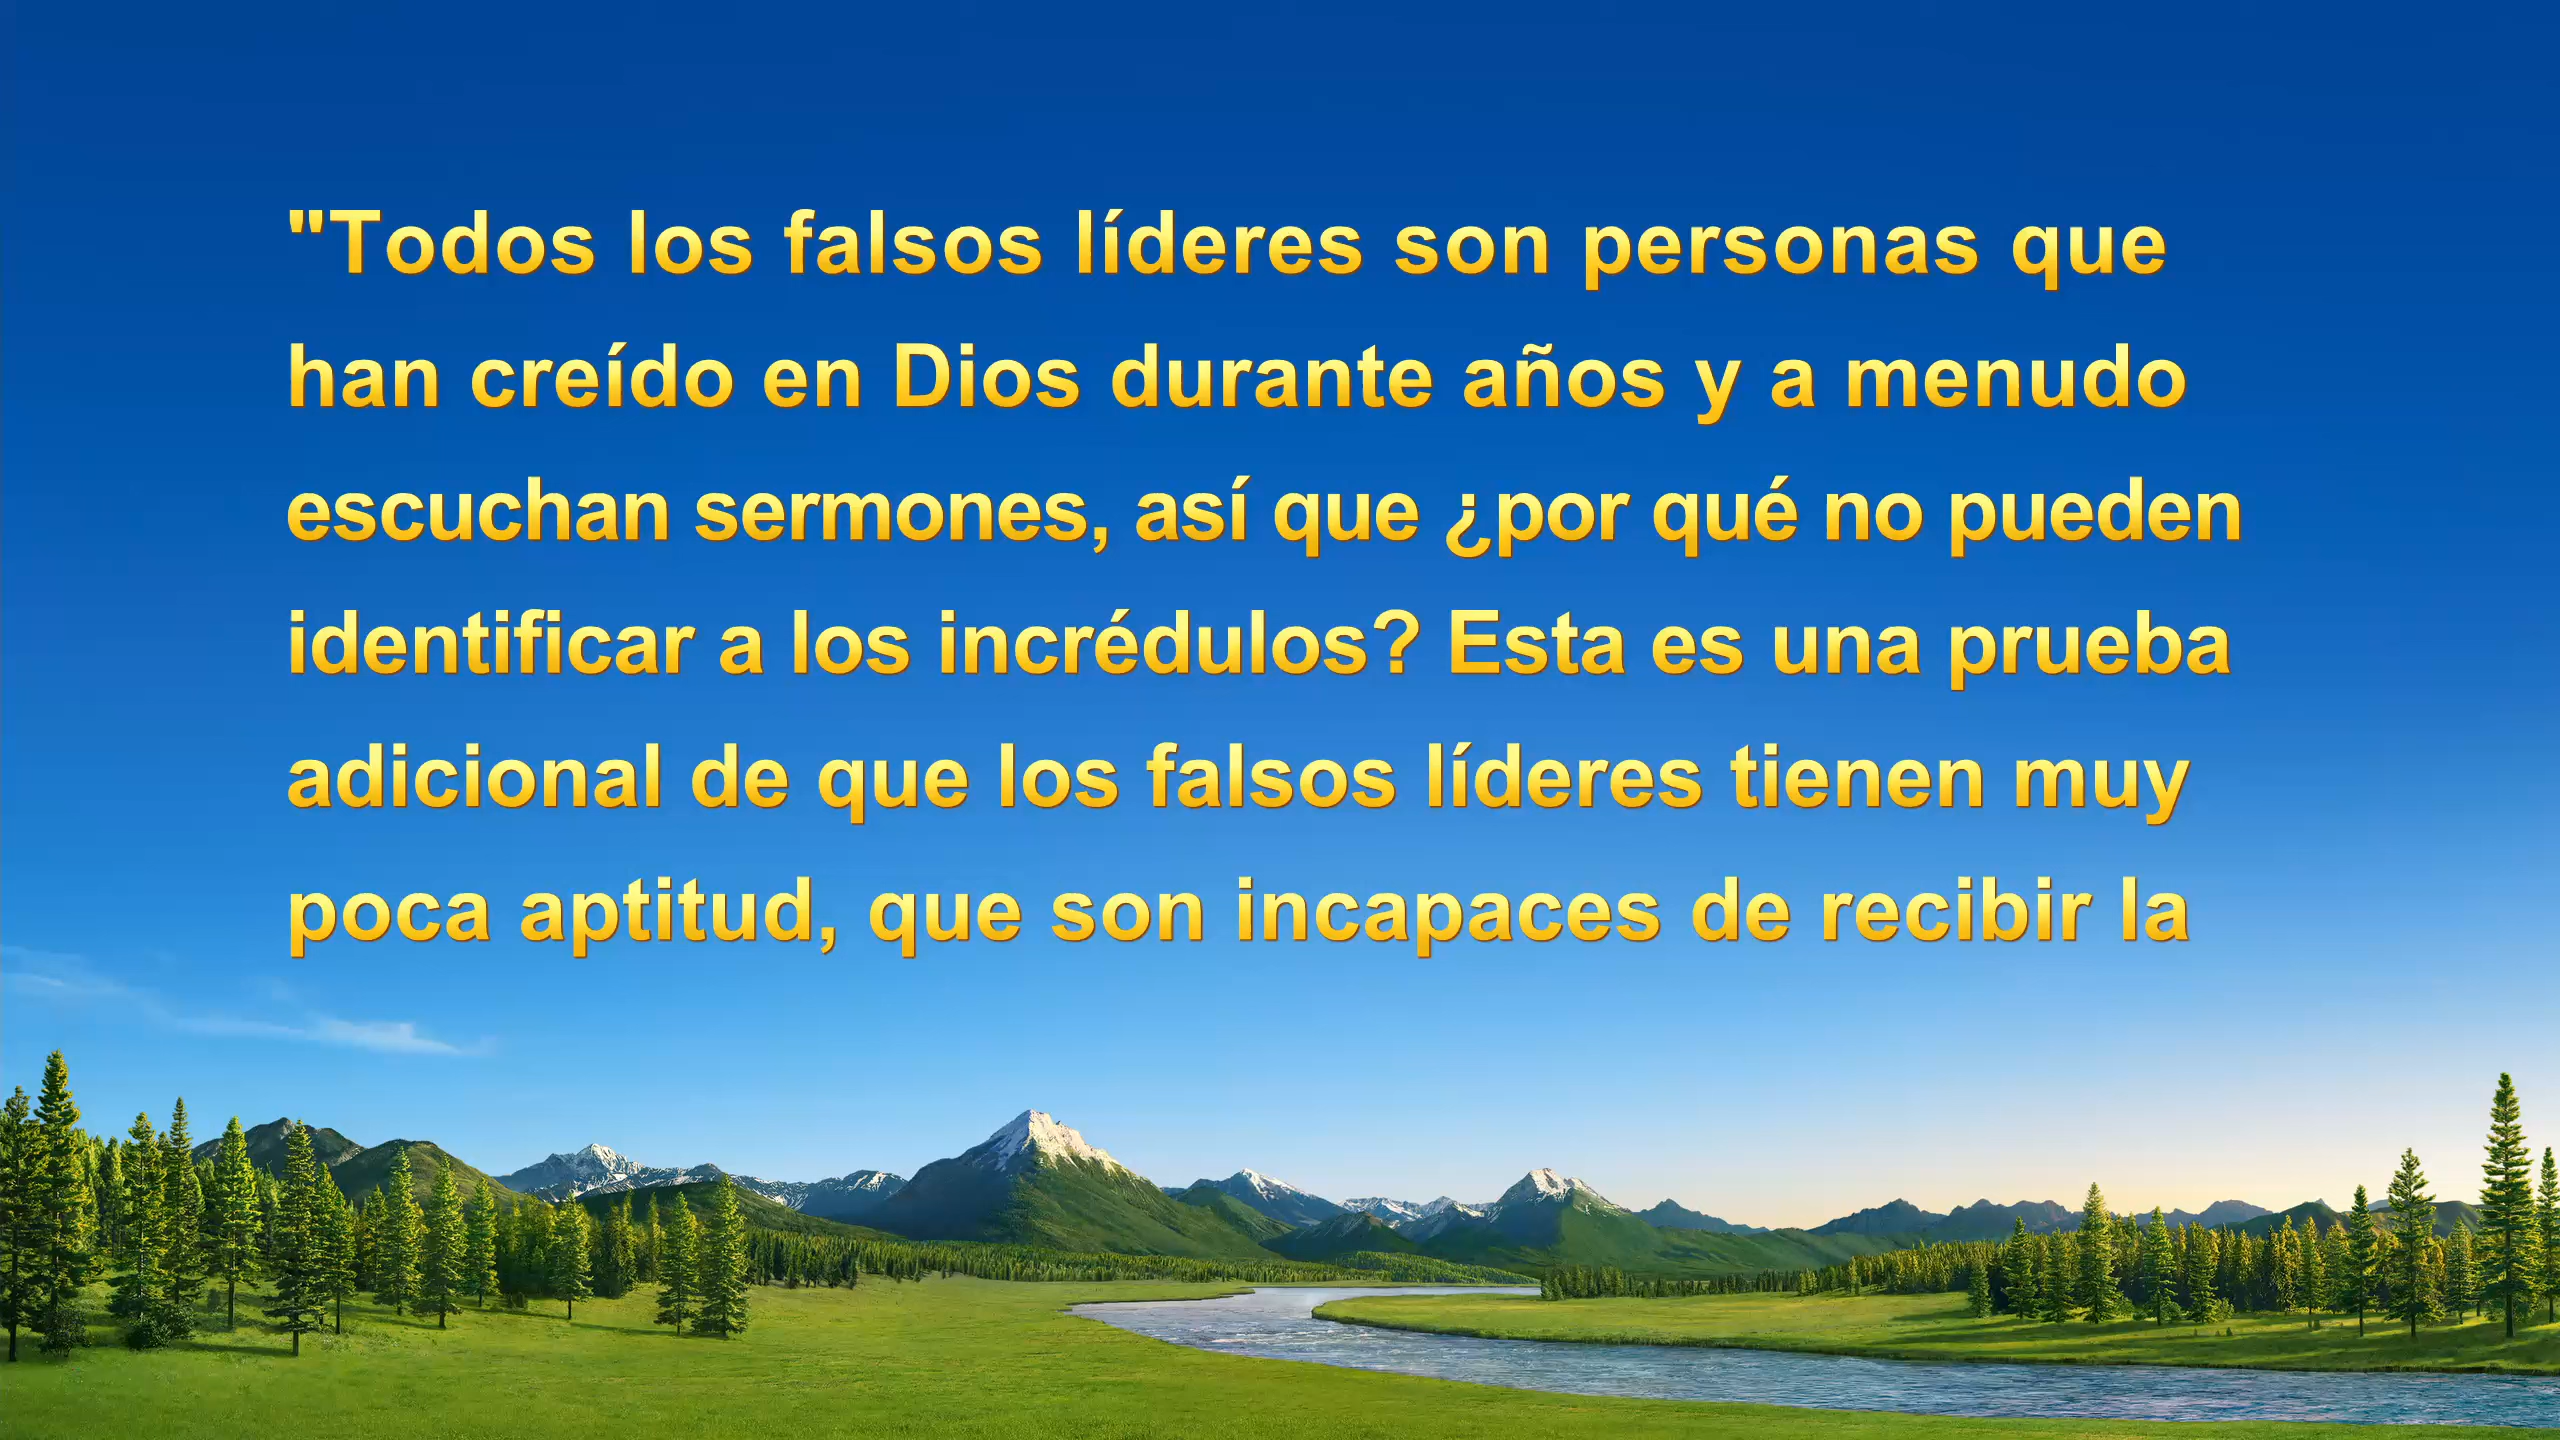 "Todos los falsos líderes son personas que
han creído en Dios durante años y a menudo
escuchan sermones, así que ¿por qué no pueden
identificar a los incrédulos? Esta es una prueba
adicional de que los falsos líderes tienen muy
poca aptitud, que son incapaces de recibir la